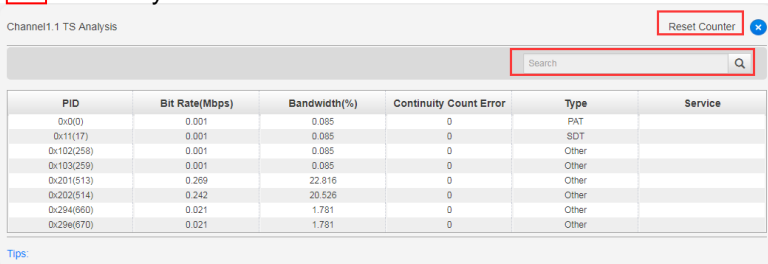 Channel1.1 TS Analysis Reset Counter
Search
PID Bit Rate(Mbps) Bandwidth(%) Continuity Count Error Type Service
0x0(0) 0.001 0.085 0 PAT
0x11(17) 0.001 0.085 0 SDT
0x102(258) 0.001 0.085 0 Other
0x103(259) 0.001 0.085 0 Other
0x201(513) 0.269 22.816 0 Other
0x202(514) 0.242 20.526 0 Other
0x294(660) 0.021 1.781 0 Other
0x29e(670) 0.021 1.781 0 Other
Tips: